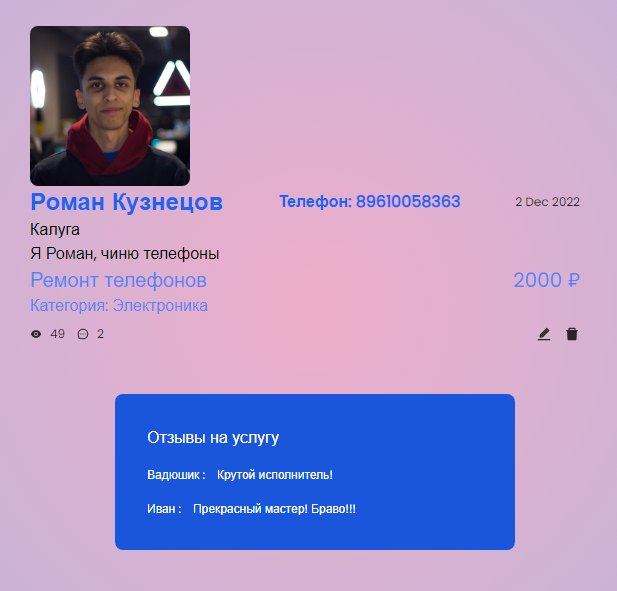 Роман Кузнецов Телефон: 89610058363 2 Dec 2022
Калуга
Я Роман, чиню телефоны
Ремонт телефонов 2000 ₽
Категория: Электроника
49 2
Отзывы на услугу
Вадюшик : Крутой исполнитель!
Иван : Прекрасный мастер! Браво!!!